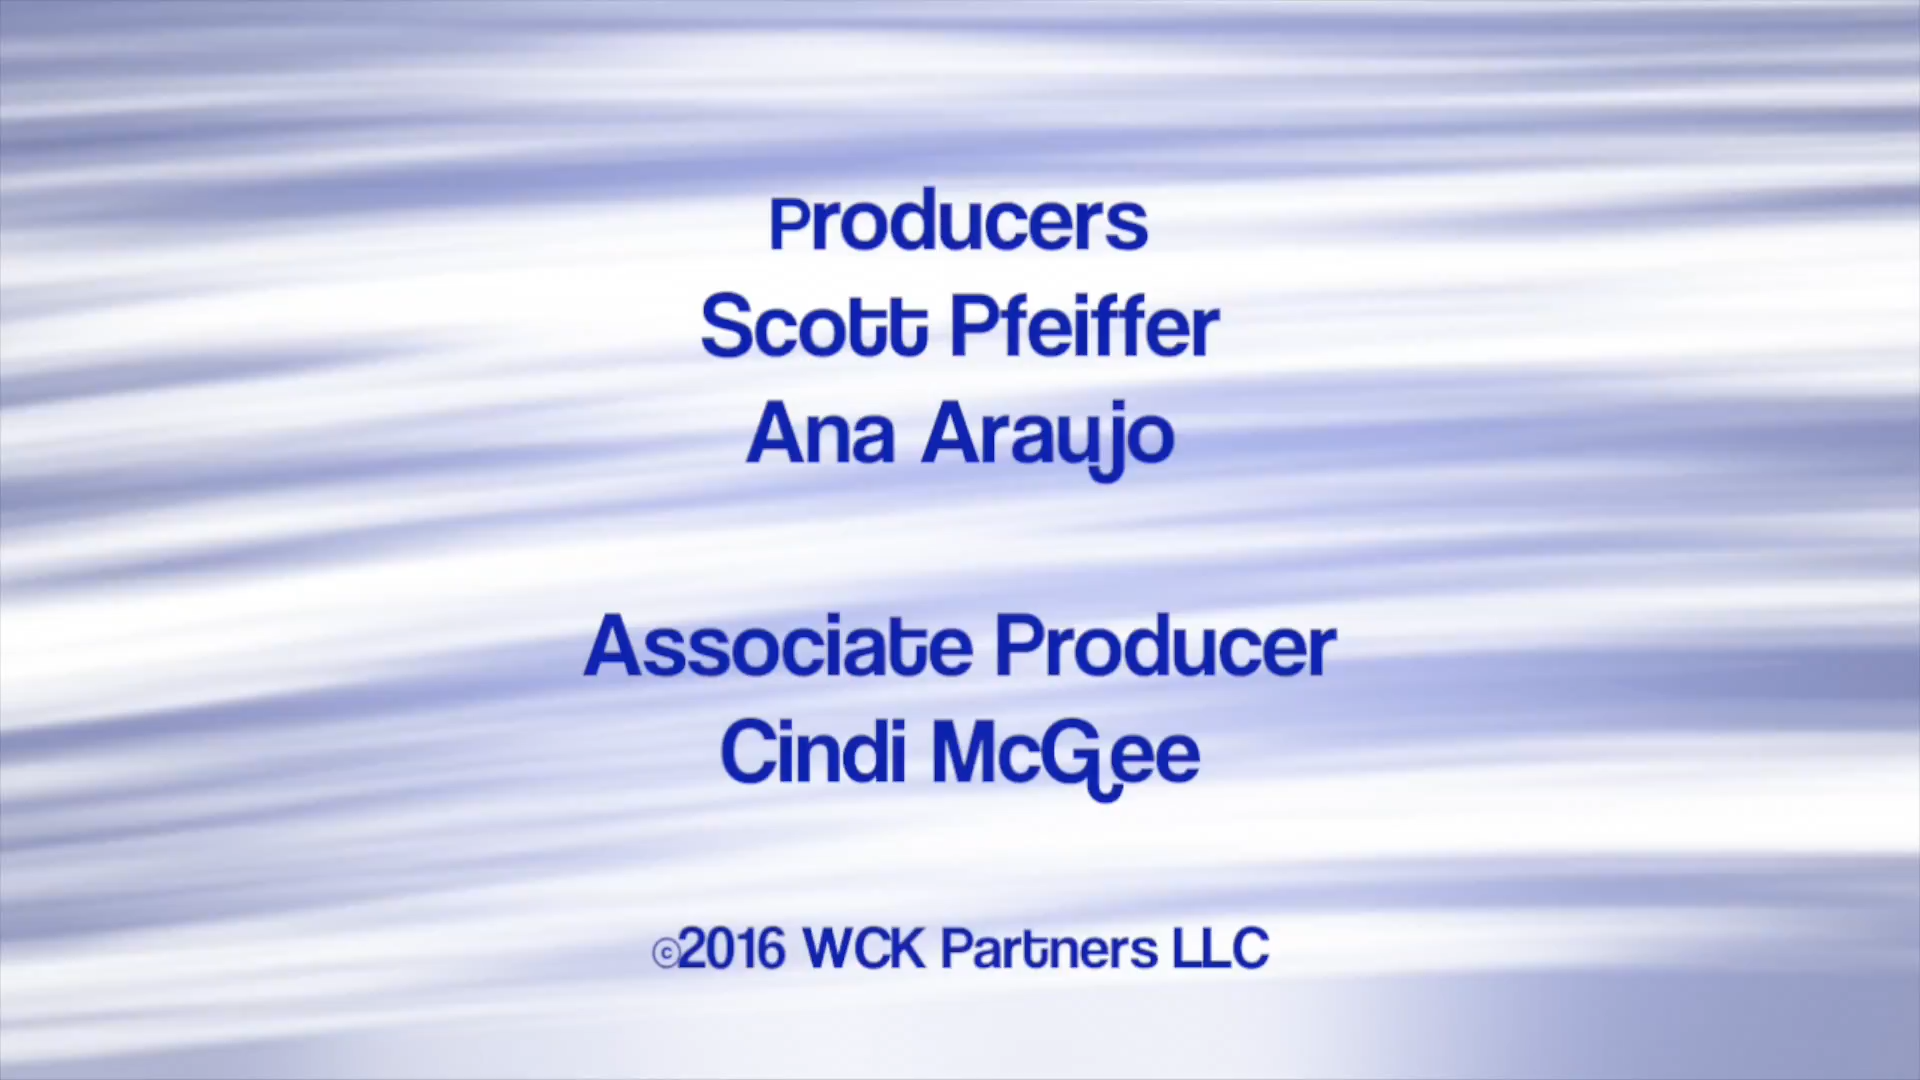 Producers
Scott Pfeiffer
Ana Araujo
Associate Producer
Cindi McGee
©2016 WCK Partners LLC